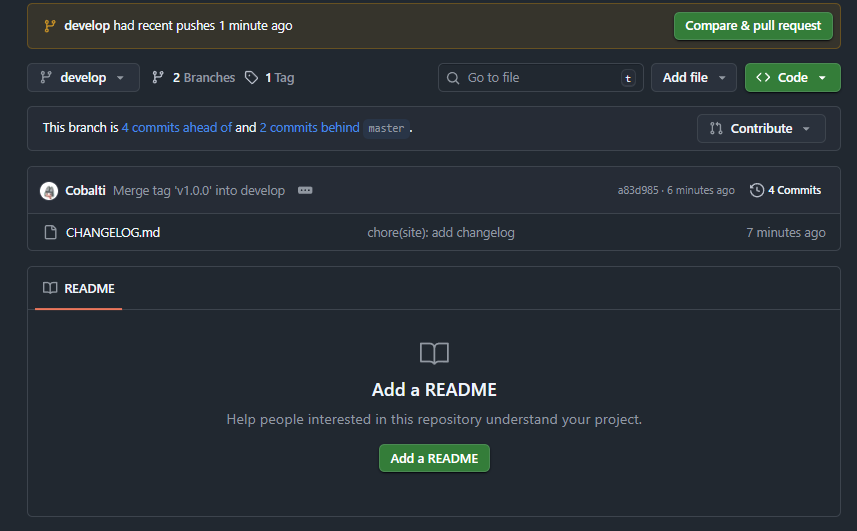 develop had recent pushes 1 minute ago Compare & pull request
develop 2 Branches 1 Tag Go to file t Add file Code
This branch is 4 commits ahead of and 2 commits behind master . Contribute
Cobalti Merge tag 'v1.0.0' into develop a83d985 · 6 minutes ago 4 Commits
CHANGELOG.md chore(site): add changelog 7 minutes ago
README
Add a README
Help people interested in this repository understand your project.
Add a README